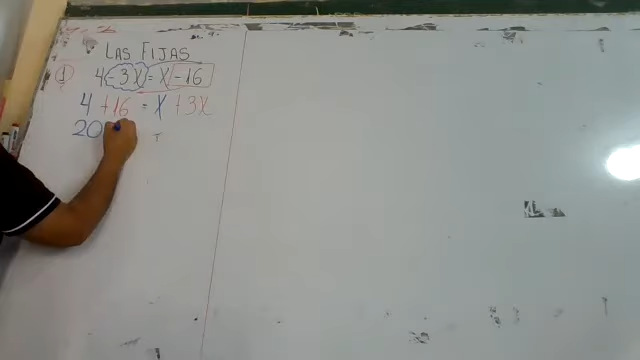 LAS FIJAS
① 4 - 3x = x - 16
4 + 16 = x + 3x
20